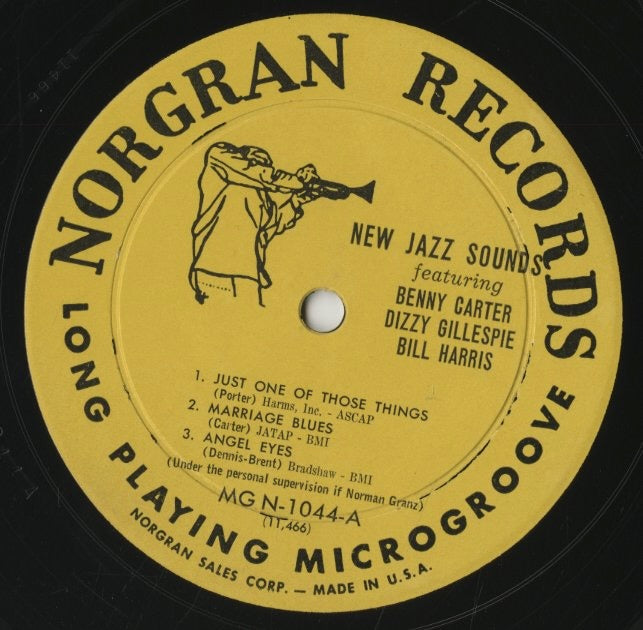 NORGRAN RECORDS
NEW JAZZ SOUNDS
featuring
BENNY CARTER
DIZZY GILLESPIE
BILL HARRIS
1. JUST ONE OF THOSE THINGS
(Porter) Harms, Inc. - ASCAP
2. MARRIAGE BLUES
(Carter) JATAP - BMI
3. ANGEL EYES
(Dennis-Brent) Bradshaw - BMI
(Under the personal supervision if Norman Granz)
MG N-1044-A
(11,466)
LONG PLAYING MICROGROOVE
NORGRAN SALES CORP. — MADE IN U.S.A.